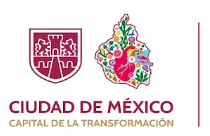 CIUDAD DE MÉXICO
CAPITAL DE LA TRANSFORMACIÓN